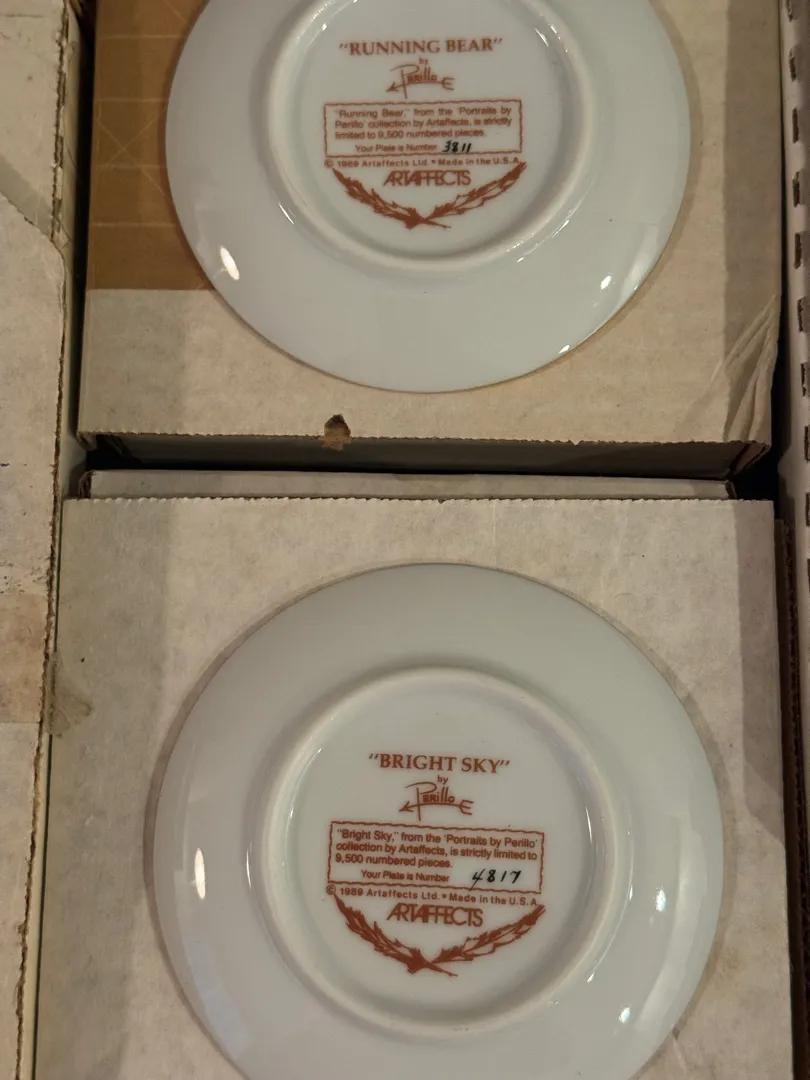 "RUNNING BEAR"
by
Perillo
"Running Bear," from the 'Portraits by
Perillo' collection by Artaffects, is strictly
limited to 9,500 numbered pieces.
Your Plate is Number 3811
© 1989 Artaffects Ltd. • Made in the U.S.A.
ARTAFFECTS
"BRIGHT SKY"
by
Perillo
"Bright Sky," from the 'Portraits by Perillo'
collection by Artaffects, is strictly limited to
9,500 numbered pieces.
Your Plate is Number 4817
© 1989 Artaffects Ltd. • Made in the U.S.A.
ARTAFFECTS